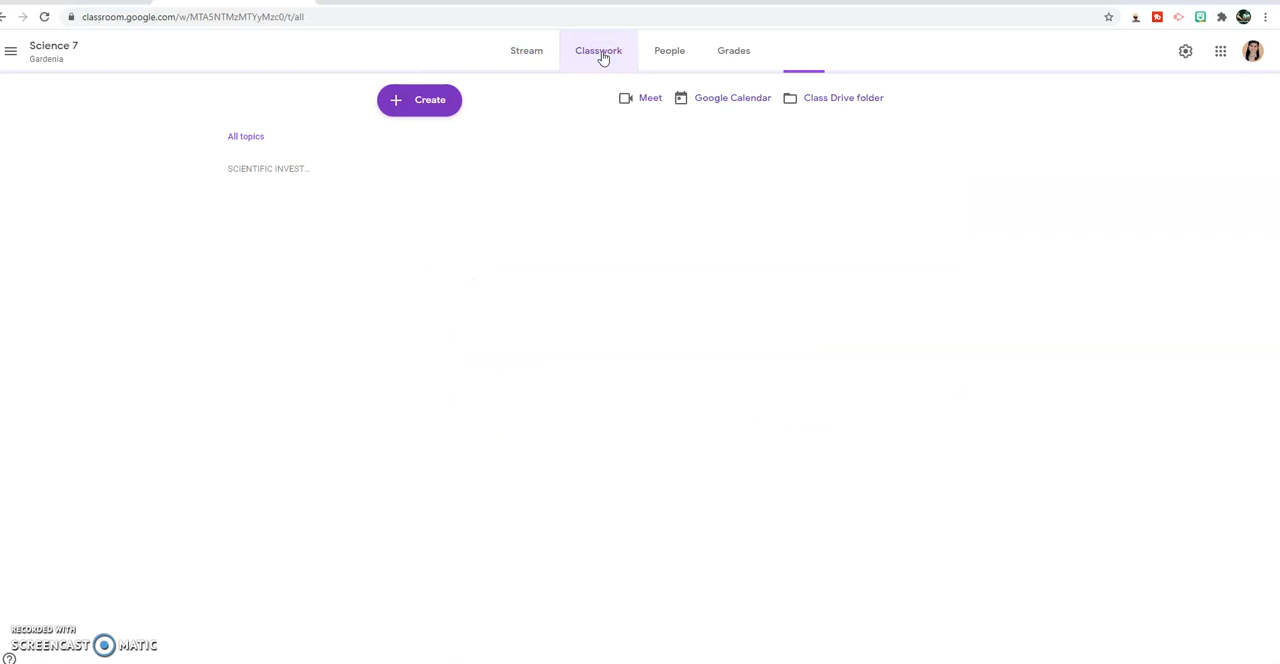 classroom.google.com/w/MTA5NTMzMTYyMzc0/t/all
Science 7
Gardenia
Stream
Classwork
People
Grades
Create
Meet
Google Calendar
Class Drive folder
All topics
SCIENTIFIC INVEST...
RECORDED WITH
SCREENCAST MATIC